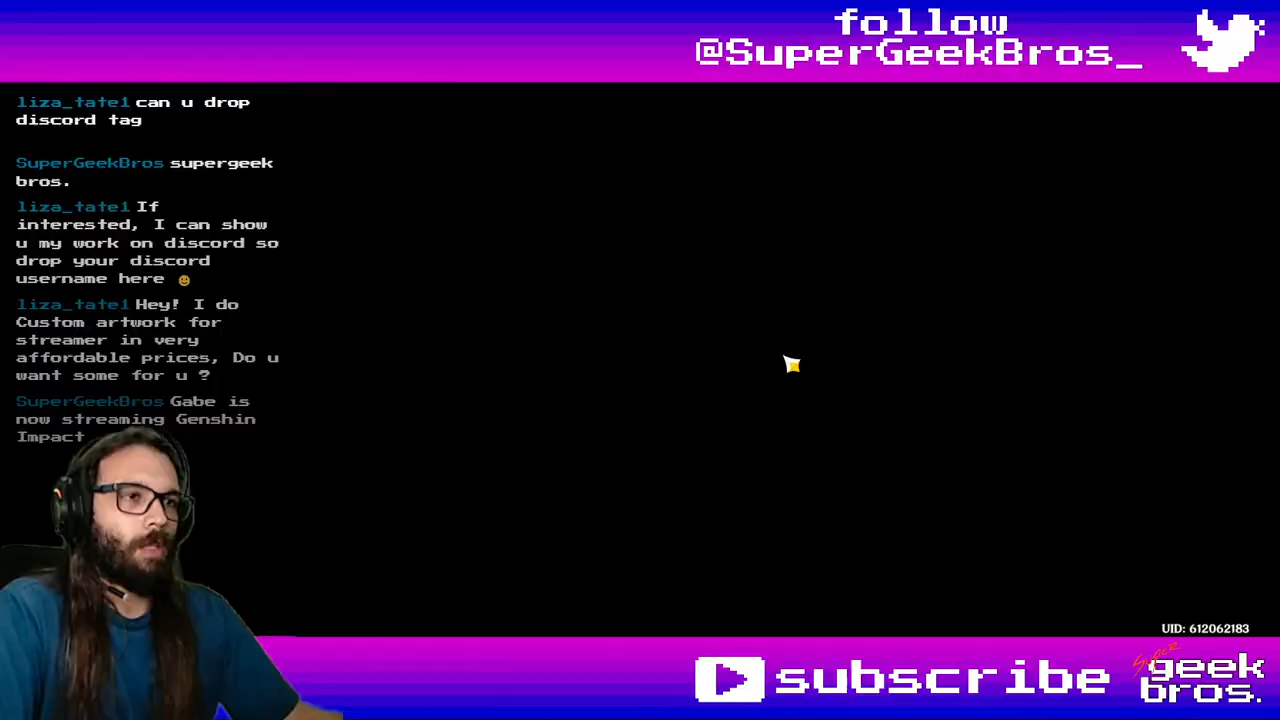 follow
@SuperGeekBros_
liza_tate1 can u drop
discord tag
SuperGeekBros supergeek
bros.
liza_tate1 If
interested, I can show
u my work on discord so
drop your discord
username here
liza_tate1 Hey! I do
Custom artwork for
streamer in very
affordable prices, Do u
want some for u ?
SuperGeekBros Gabe is
now streaming Genshin
Impact
UID: 612062183
subscribe
super
geek
bros.